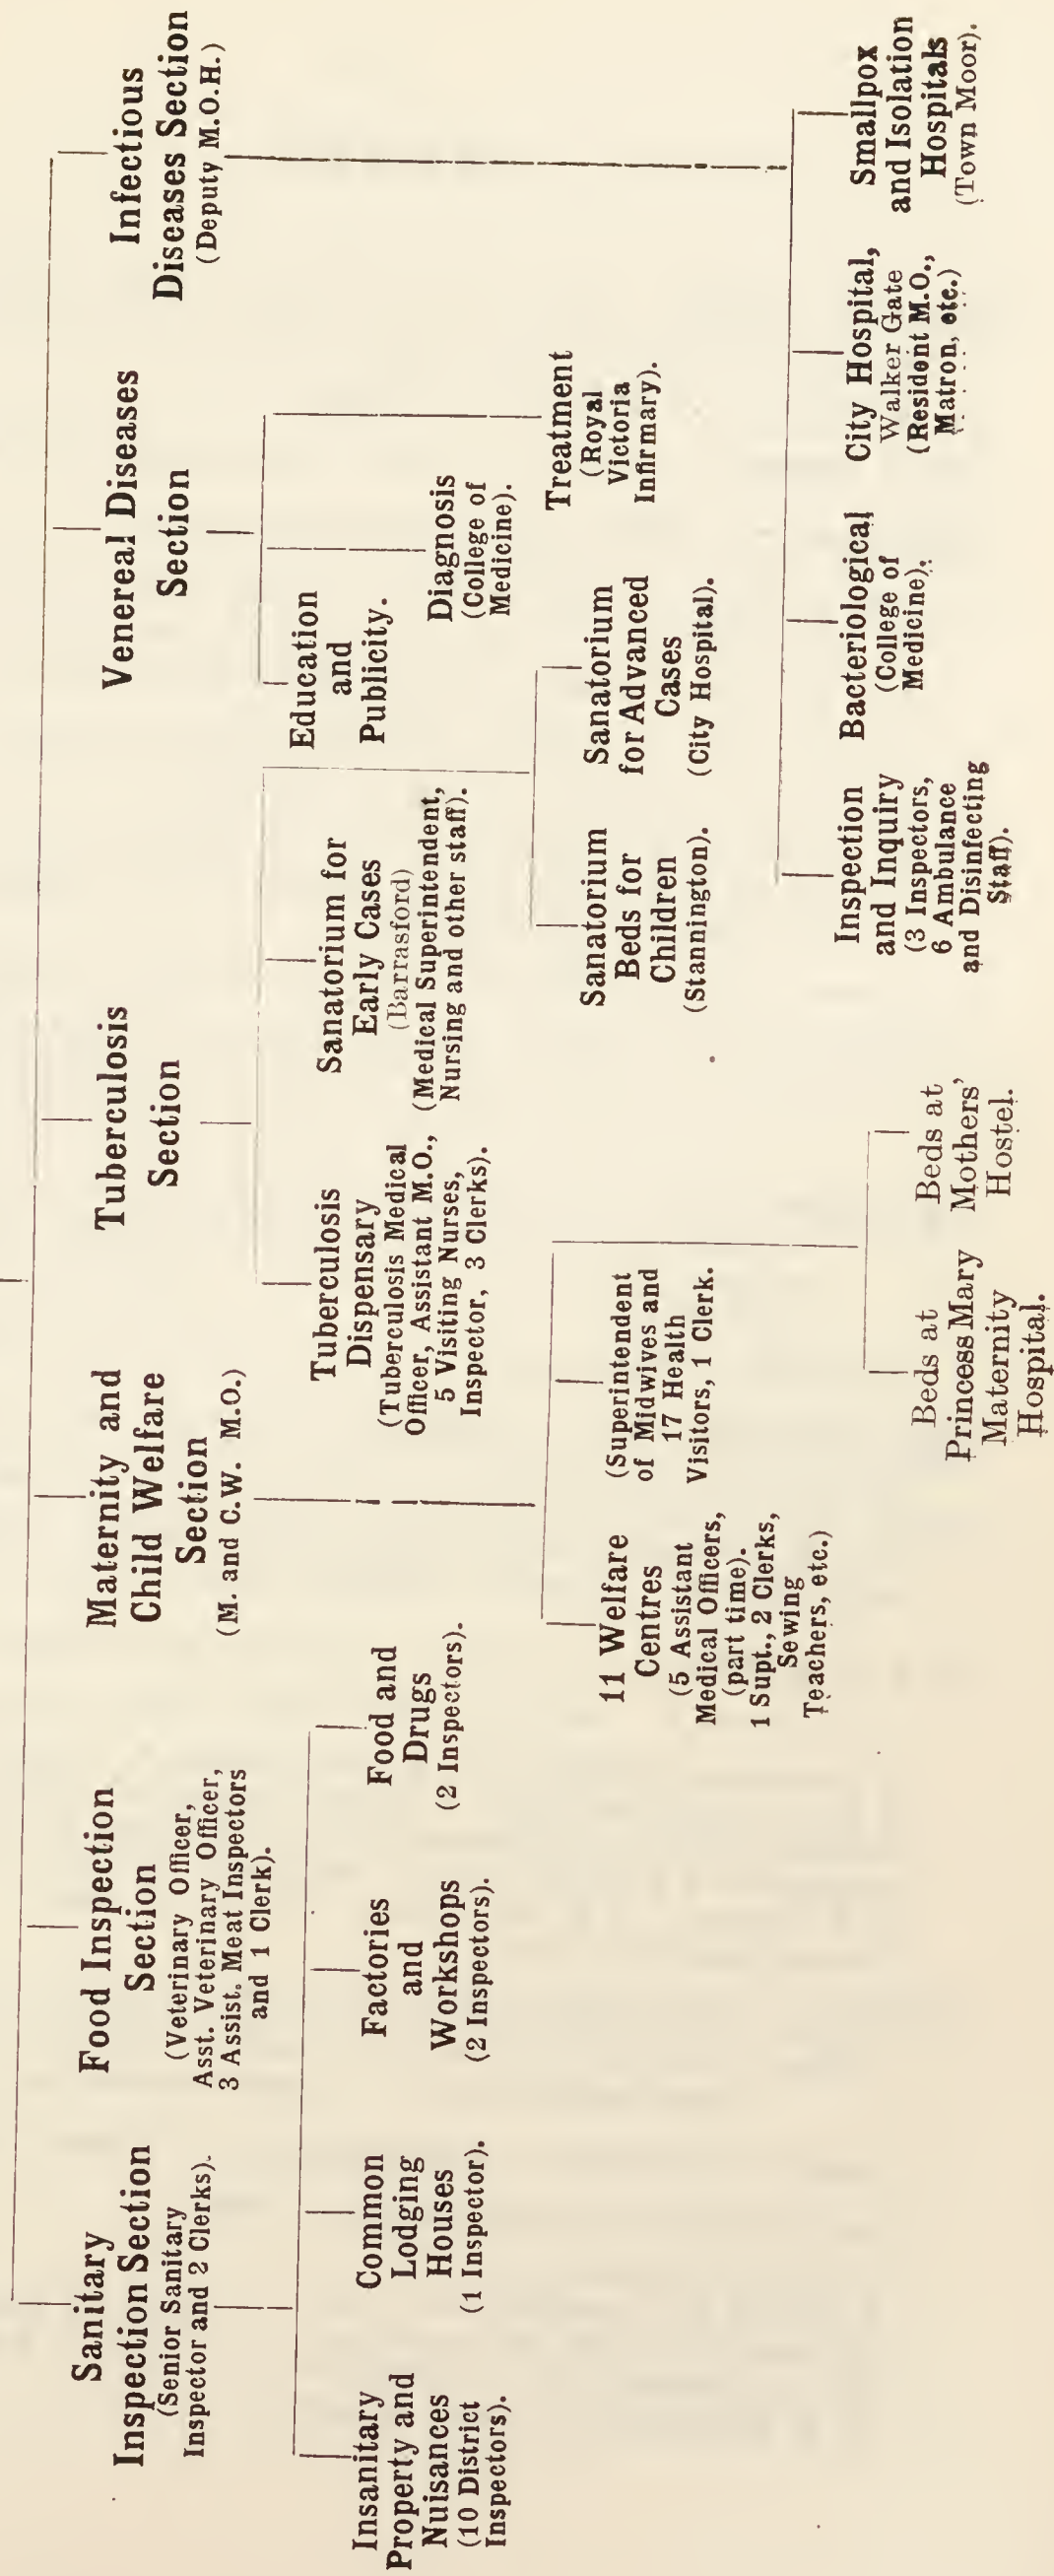 Sanitary
Inspection Section
(Senior Sanitary
Inspector and 2 Clerks).
Food Inspection
Section
(Veterinary Officer,
Asst. Veterinary Officer,
3 Assist. Meat Inspectors
and 1 Clerk).
Maternity and
Child Welfare
Section
(M. and C.W. M.O.)
Tuberculosis
Section
Venereal Diseases
Section
Infectious
Diseases Section
(Deputy M.O.H.)
Insanitary
Property and
Nuisances
(10 District
Inspectors).
Common
Lodging
Houses
(1 Inspector).
Factories
and
Workshops
(2 Inspectors).
Food and
Drugs
(2 Inspectors).
Tuberculosis
Dispensary
(Tuberculosis Medical
Officer, Assistant M.O.,
5 Visiting Nurses,
Inspector, 3 Clerks).
Sanatorium for
Early Cases
(Barrasford)
(Medical Superintendent,
Nursing and other staff).
Education
and
Publicity.
Diagnosis
(College of
Medicine).
Treatment
(Royal
Victoria
Infirmary).
11 Welfare
Centres
(5 Assistant
Medical Officers,
(part time).
1 Supt., 2 Clerks,
Sewing
Teachers, etc.)
(Superintendent
of Midwives and
17 Health
Visitors, 1 Clerk.
Sanatorium
Beds for
Children
(Stannington).
Sanatorium
for Advanced
Cases
(City Hospital).
Beds at
Princess Mary
Maternity
Hospital.
Beds at
Mothers'
Hostel.
Inspection
and Inquiry
(3 Inspectors,
6 Ambulance
and Disinfecting
Staff).
Bacteriological
(College of
Medicine).
City Hospital,
Walker Gate
(Resident M.O.,
Matron, etc.)
Smallpox
and Isolation
Hospitals
(Town Moor).